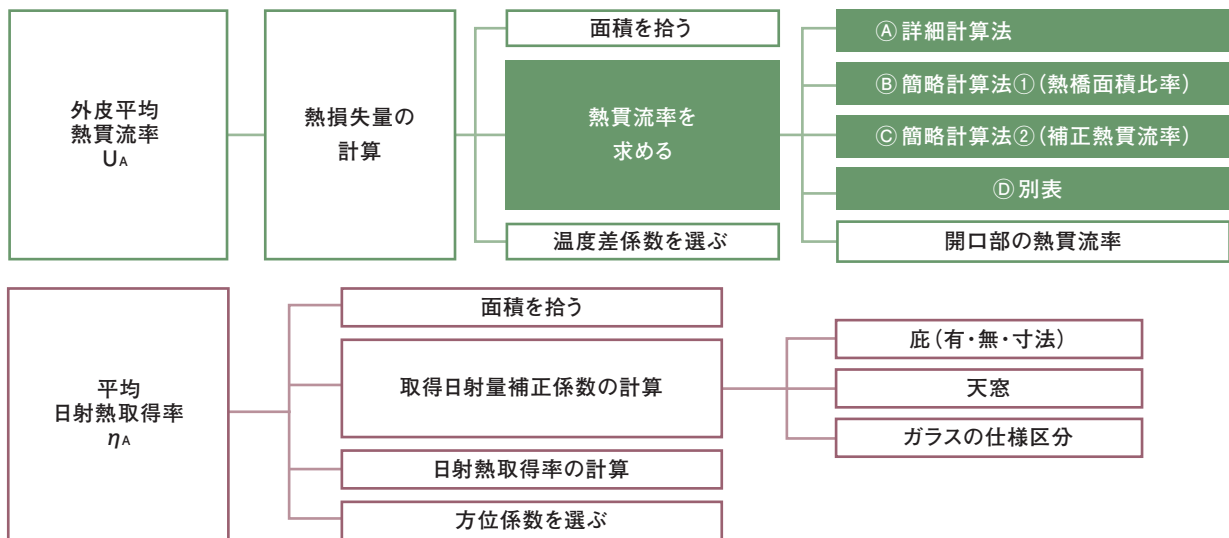 外皮平均
熱貫流率
UA
熱損失量の
計算
面積を拾う
熱貫流率を
求める
温度差係数を選ぶ
Ⓐ詳細計算法
Ⓑ簡略計算法①(熱橋面積比率)
Ⓒ簡略計算法②(補正熱貫流率)
Ⓓ別表
開口部の熱貫流率
平均
日射熱取得率
ηA
面積を拾う
取得日射量補正係数の計算
日射熱取得率の計算
方位係数を選ぶ
庇(有・無・寸法)
天窓
ガラスの仕様区分